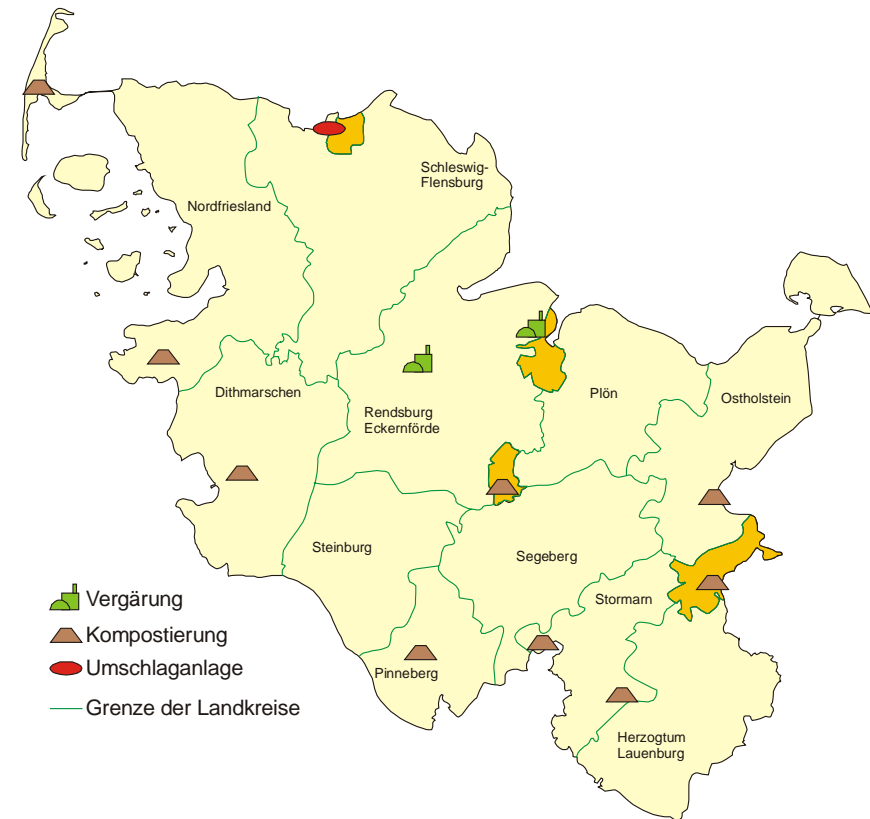 Schleswig-
Flensburg
Nordfriesland
Dithmarschen
Rendsburg
Eckernförde
Plön
Ostholstein
Steinburg
Segeberg
Stormarn
Pinneberg
Herzogtum
Lauenburg
Vergärung
Kompostierung
Umschlaganlage
Grenze der Landkreise